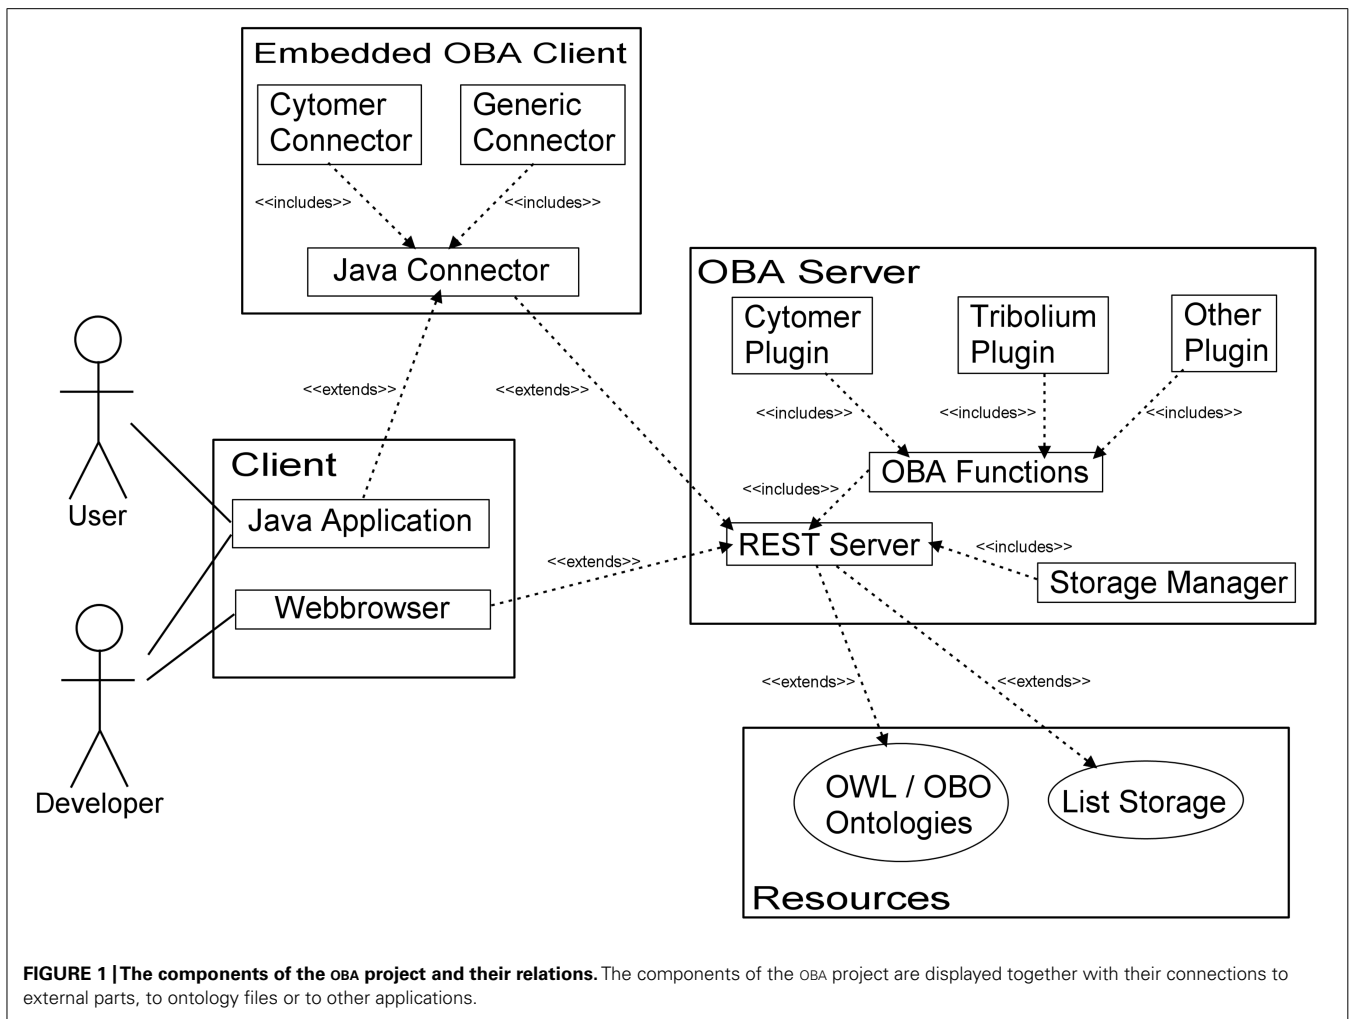 Embedded OBA Client
Cytomer
Connector
Generic
Connector
<<includes>>
<<includes>>
Java Connector
<<extends>>
<<extends>>
User
Developer
Client
Java Application
Webbrowser
<<extends>>
OBA Server
Cytomer
Plugin
Tribolium
Plugin
Other
Plugin
<<includes>>
<<includes>>
<<includes>>
OBA Functions
<<includes>>
REST Server
<<includes>>
Storage Manager
<<extends>>
<<extends>>
OWL / OBO
Ontologies
List Storage
Resources
FIGURE 1 | The components of the OBA project and their relations. The components of the OBA project are displayed together with their connections to
external parts, to ontology files or to other applications.